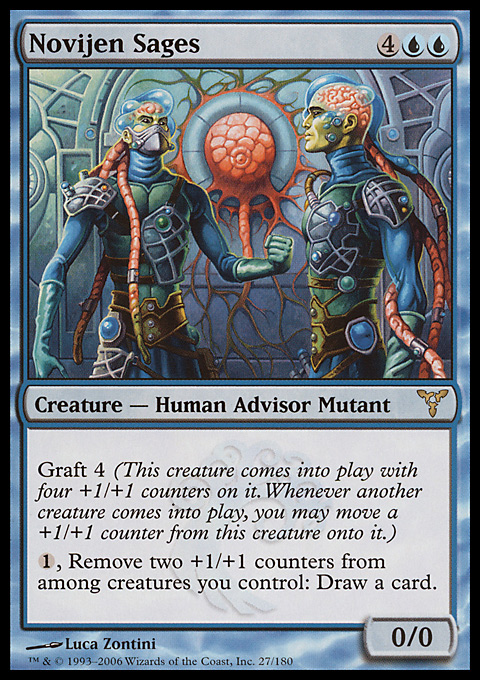 Novijen Sages 4
Creature — Human Advisor Mutant
Graft 4 (This creature comes into play with
four +1/+1 counters on it. Whenever another
creature comes into play, you may move a
+1/+1 counter from this creature onto it.)
1, Remove two +1/+1 counters from
among creatures you control: Draw a card.
0/0
Luca Zontini
™ & © 1993–2006 Wizards of the Coast, Inc. 27/180